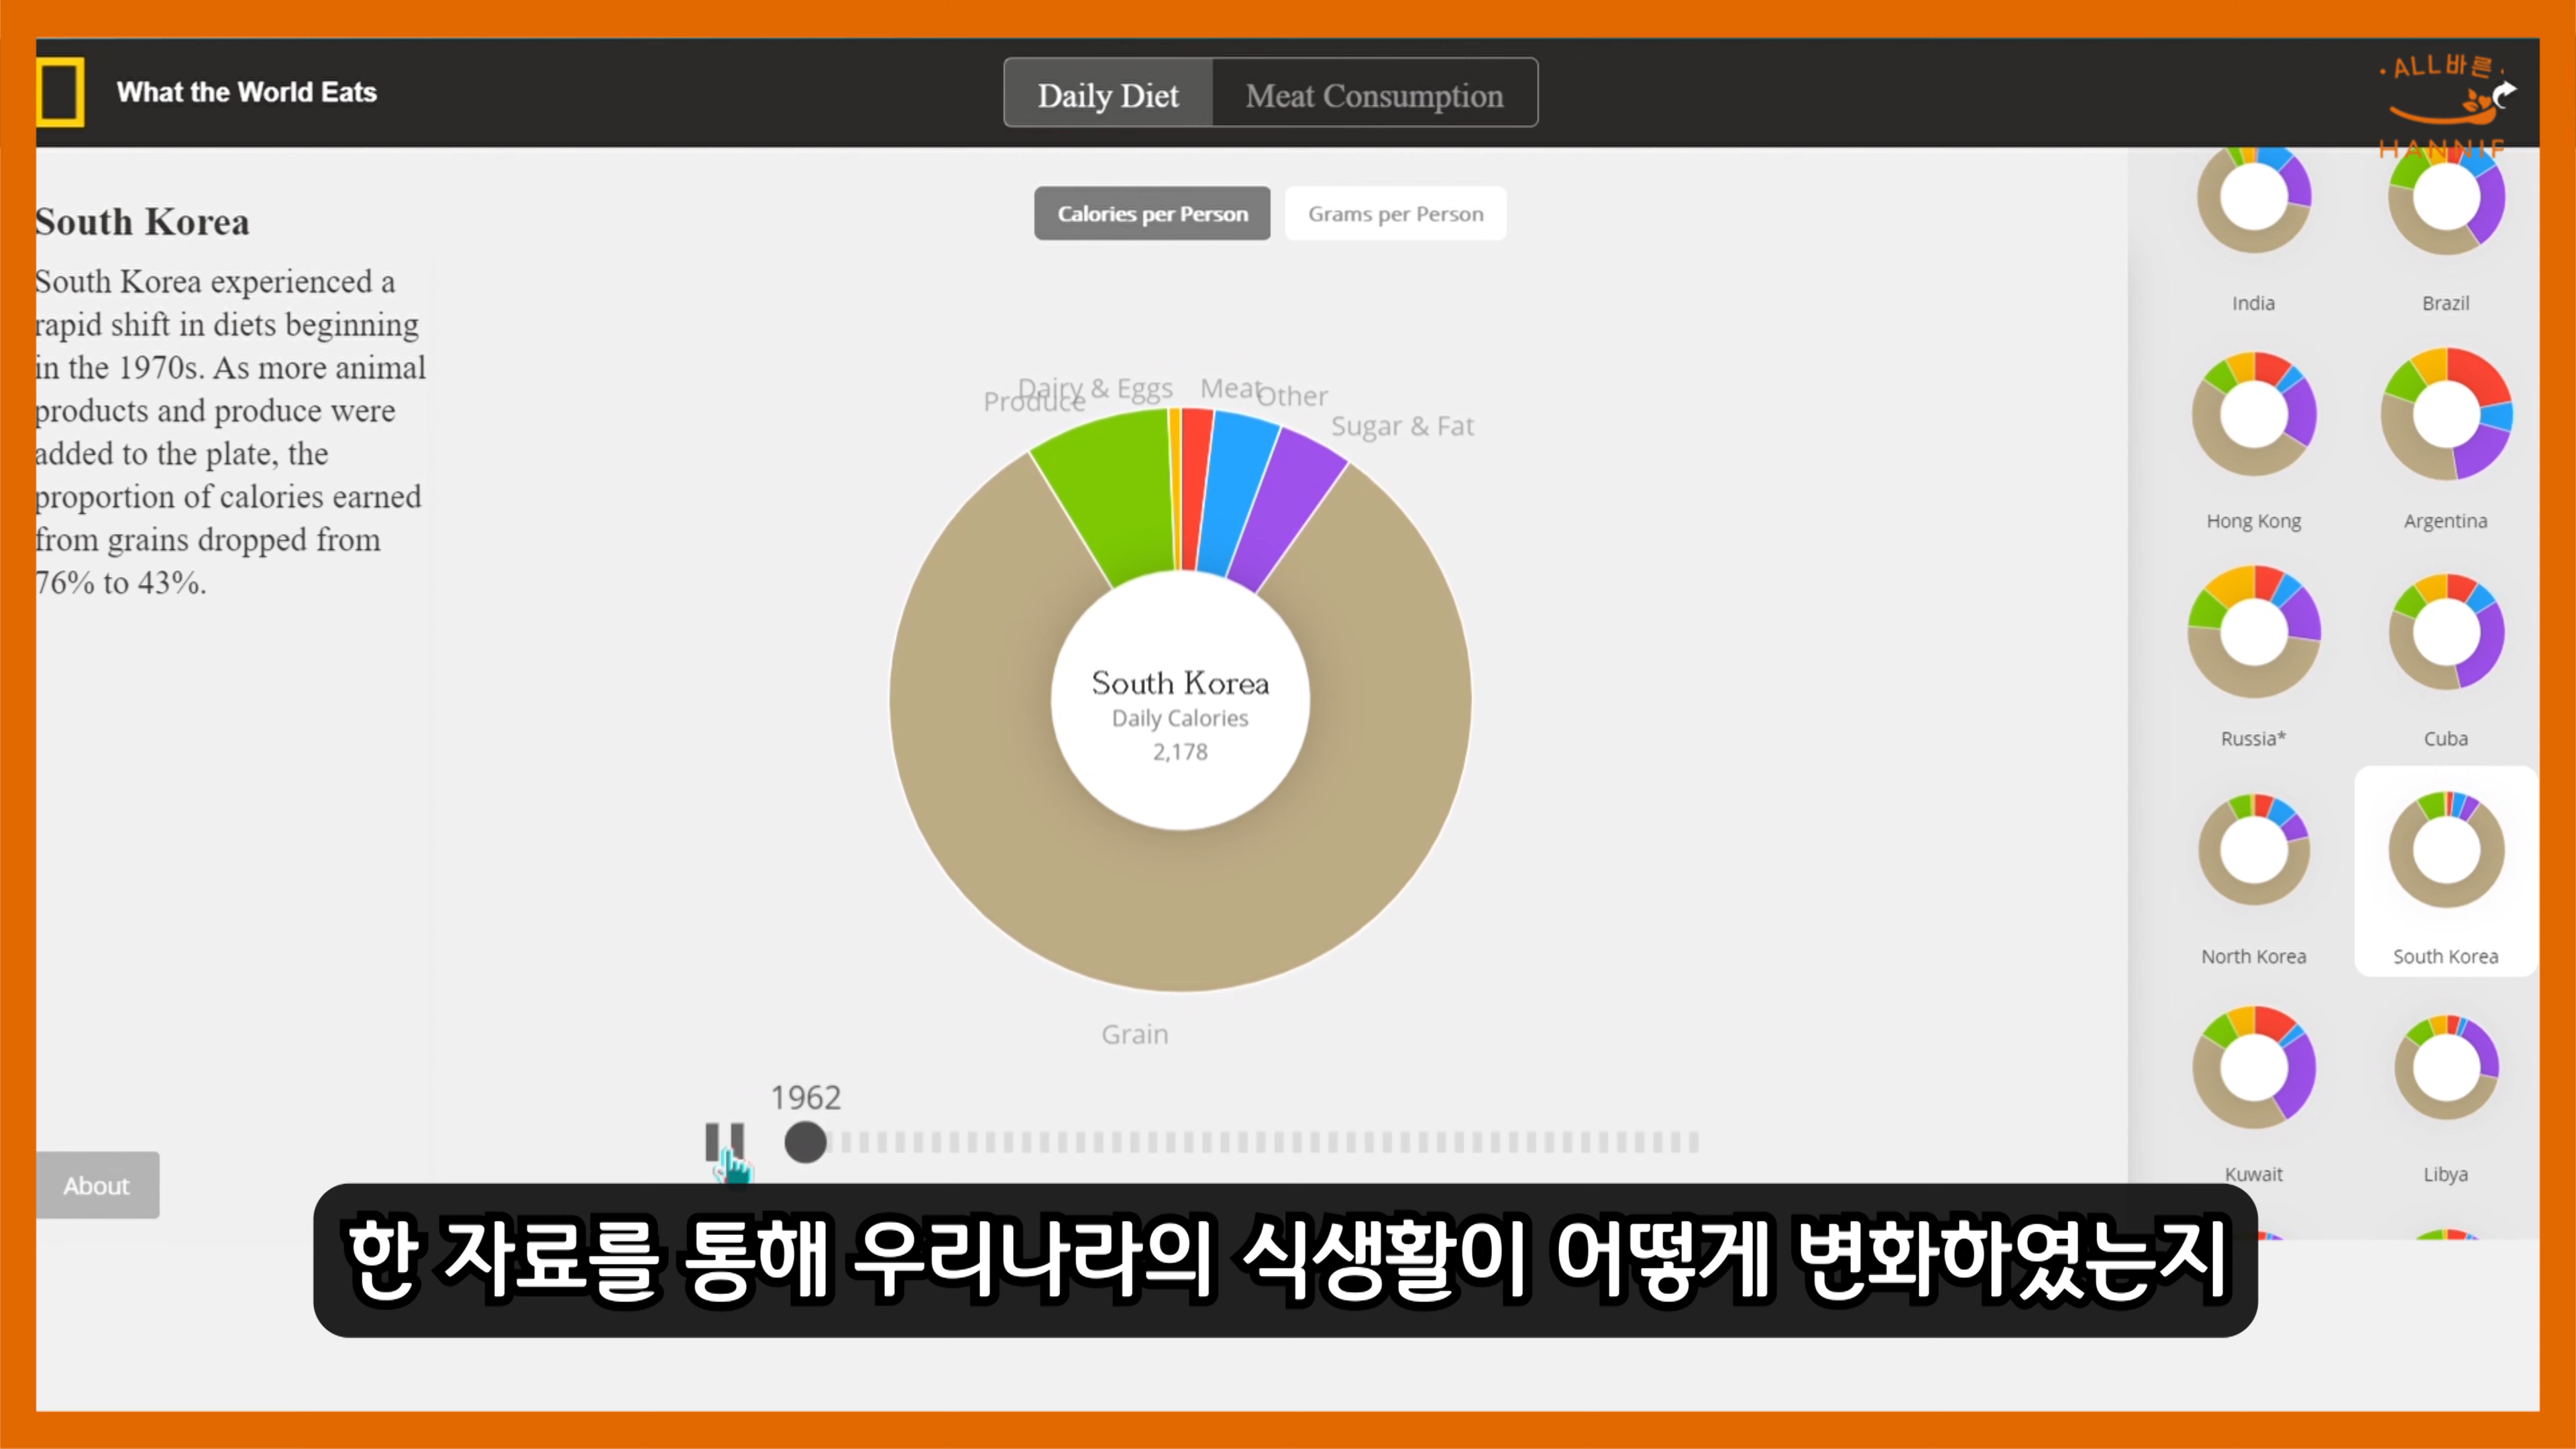 What the World Eats
Daily Diet
Meat Consumption
ALL바른
HANNIF
South Korea
South Korea experienced a
rapid shift in diets beginning
in the 1970s. As more animal
products and produce were
added to the plate, the
proportion of calories earned
from grains dropped from
76% to 43%.
Calories per Person
Grams per Person
Produce
Dairy & Eggs
Meat
Other
Sugar & Fat
South Korea
Daily Calories
2,178
Grain
1962
India
Brazil
Hong Kong
Argentina
Russia*
Cuba
North Korea
South Korea
Kuwait
Libya
About
한 자료를 통해 우리나라의 식생활이 어떻게 변화하였는지